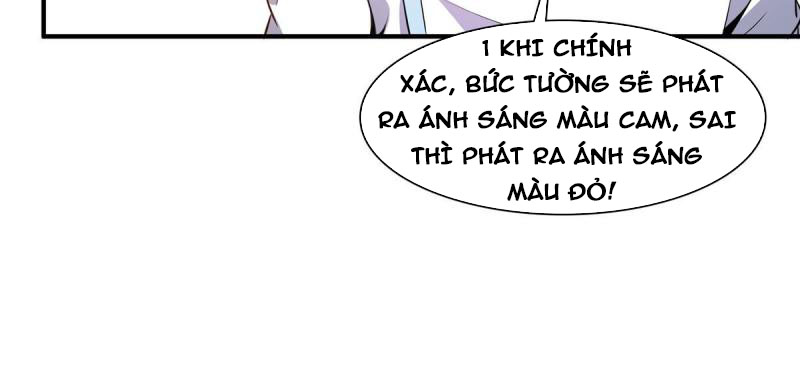 1 KHI CHÍNH
XÁC, BỨC TƯỜNG SẼ PHÁT
RA ÁNH SÁNG MÀU CAM, SAI
THÌ PHÁT RA ÁNH SÁNG
MÀU ĐỎ!